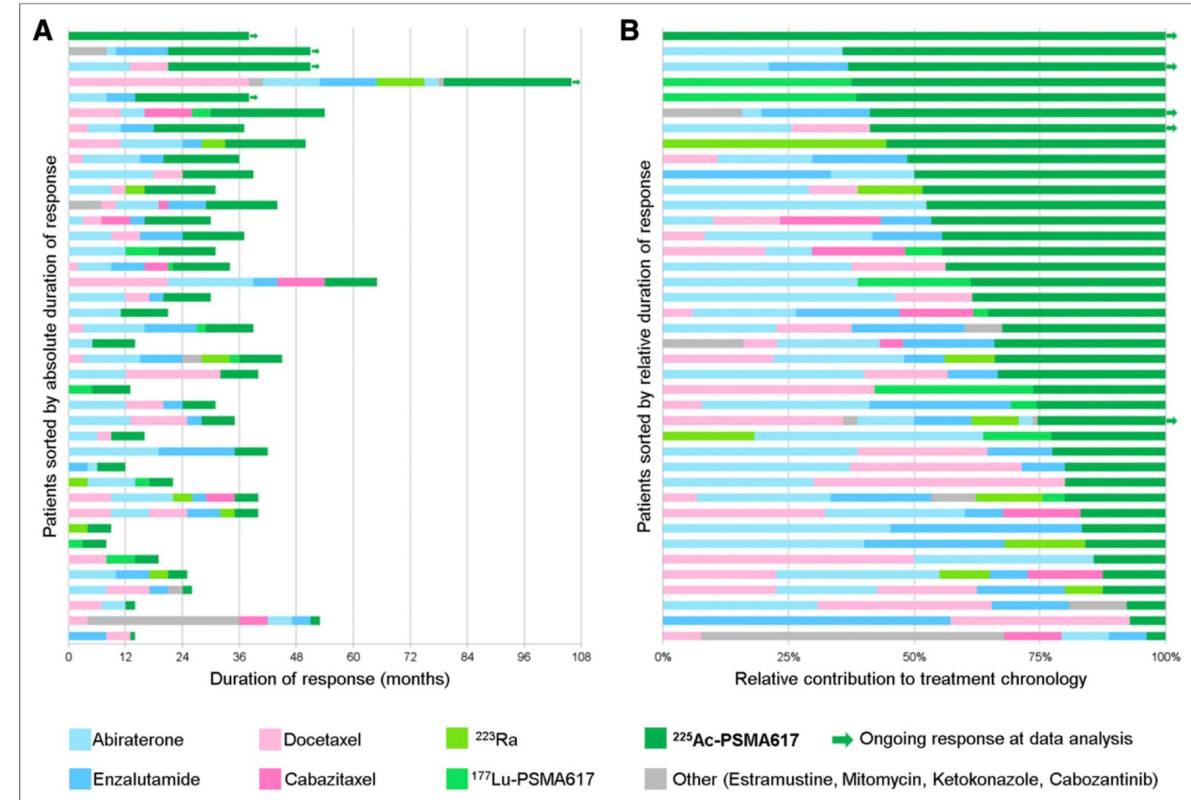 A
B
Patients sorted by absolute duration of response
Patients sorted by relative duration of response
0 12 24 36 48 60 72 84 96 108
0% 25% 50% 75% 100%
Duration of response (months)
Relative contribution to treatment chronology
Abiraterone Docetaxel ²²³Ra ²²⁵Ac-PSMA617 Ongoing response at data analysis
Enzalutamide Cabazitaxel ¹⁷⁷Lu-PSMA617 Other (Estramustine, Mitomycin, Ketokonazole, Cabozantinib)